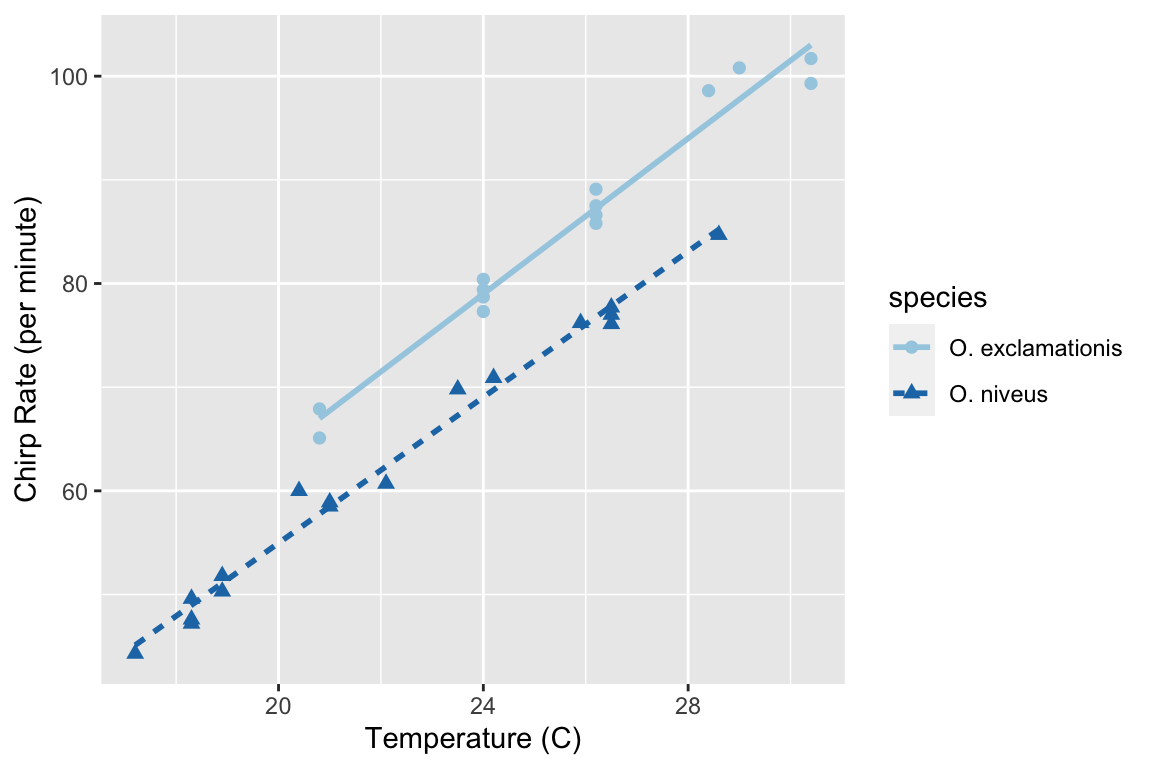 100
80
60
20
24
28
Temperature (C)
Chirp Rate (per minute)
species
O. exclamationis
O. niveus